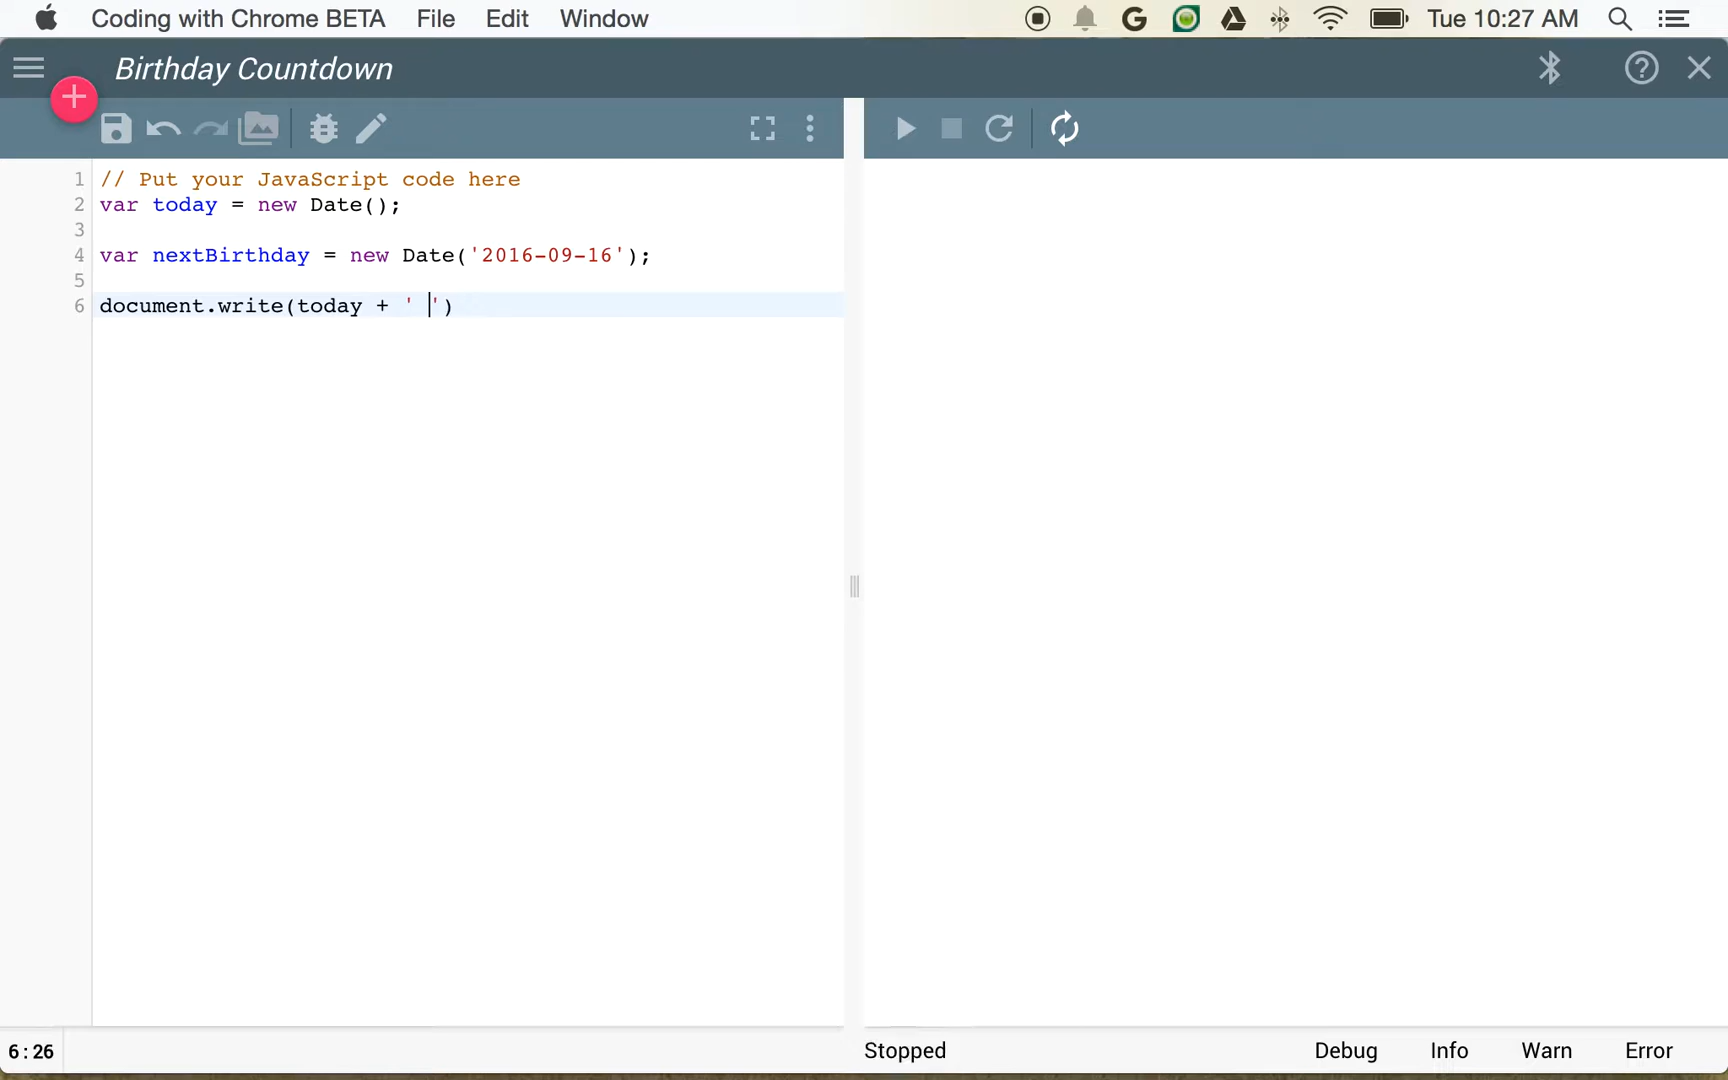 Coding with Chrome BETA File Edit Window Tue 10:27 AM
Birthday Countdown
1 // Put your JavaScript code here
2 var today = new Date();
3
4 var nextBirthday = new Date('2016-09-16');
5
6 document.write(today + ' ')
6:26 Stopped Debug Info Warn Error